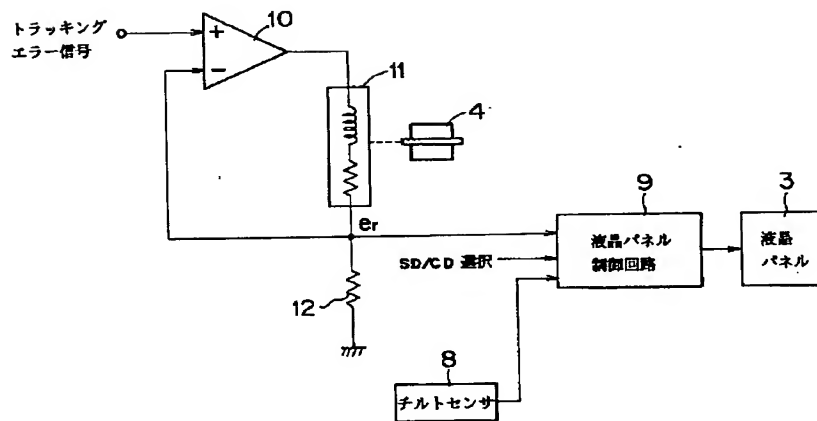 トラッキング
エラー信号
10
+
−
11
4
er
9
3
液晶パネル
制御回路
液晶
パネル
SD/CD 選択
12
8
チルトセンサ